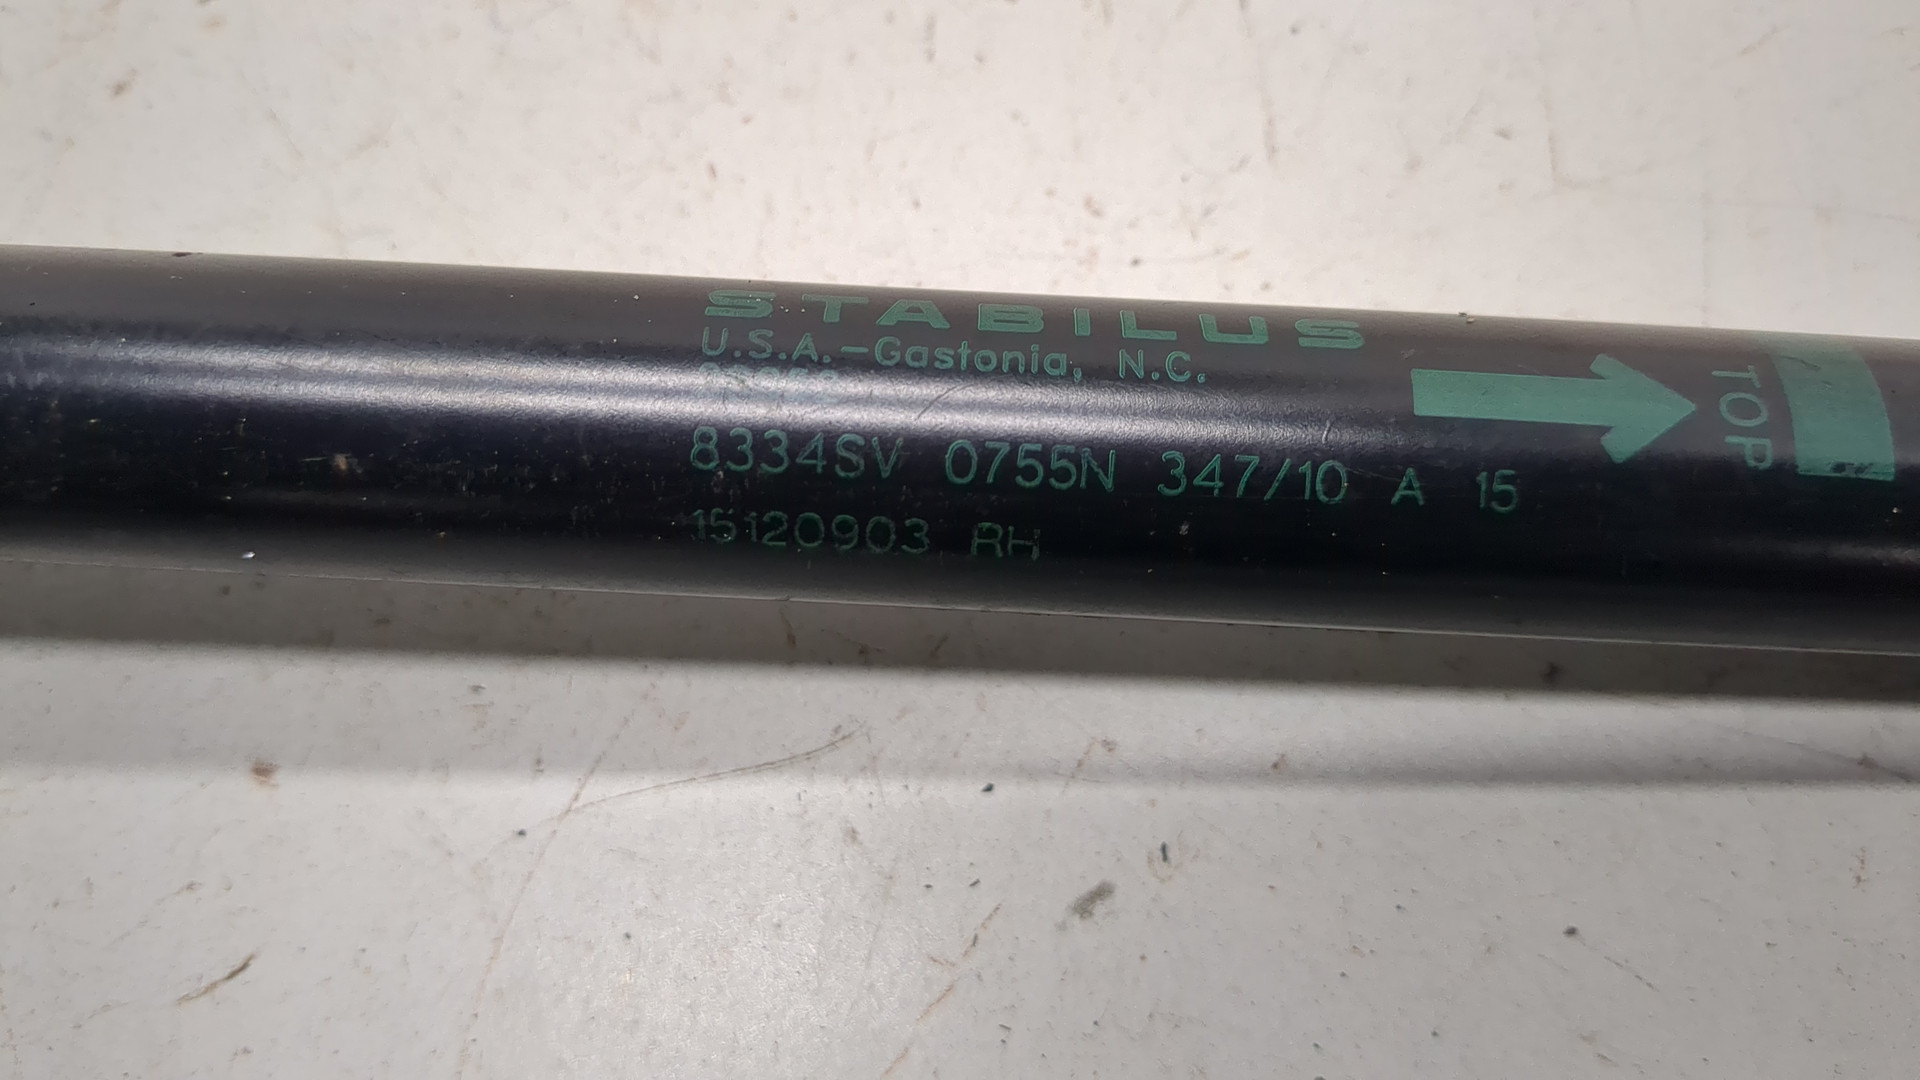 STABILUS
U.S.A.-Gastonia, N.C.
8334SV 0755N 347/10 A 15
15120903 RH
TOP